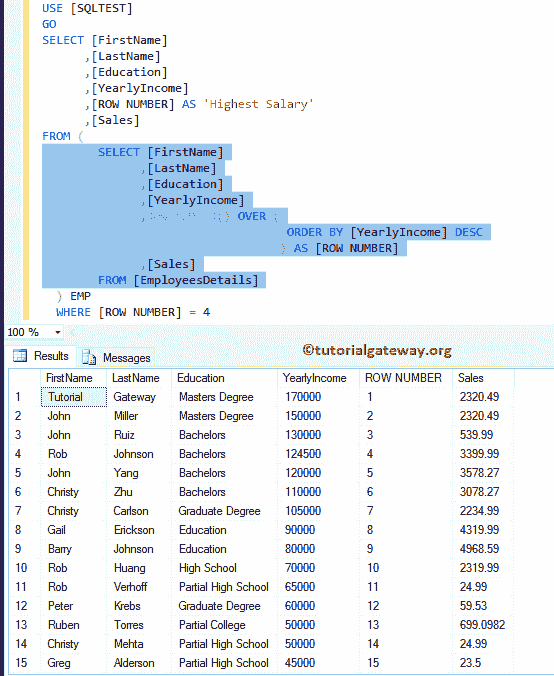 USE [SQLTEST]
GO
SELECT [FirstName]
,[LastName]
,[Education]
,[YearlyIncome]
,[ROW NUMBER] AS 'Highest Salary'
,[Sales]
FROM (
SELECT [FirstName]
,[LastName]
,[Education]
,[YearlyIncome]
) OVER (
ORDER BY [YearlyIncome] DESC
) AS [ROW NUMBER]
,[Sales]
FROM [EmployeesDetails]
) EMP
WHERE [ROW NUMBER] = 4
100 %
©tutorialgateway.org
Results Messages
FirstName LastName Education YearlyIncome ROW NUMBER Sales
1 Tutorial Gateway Masters Degree 170000 1 2320.49
2 John Miller Masters Degree 150000 2 2320.49
3 John Ruiz Bachelors 130000 3 539.99
4 Rob Johnson Bachelors 124500 4 3399.99
5 John Yang Bachelors 120000 5 3578.27
6 Christy Zhu Bachelors 110000 6 3078.27
7 Christy Carlson Graduate Degree 105000 7 2234.99
8 Gail Erickson Education 90000 8 4319.99
9 Barry Johnson Education 80000 9 4968.59
10 Rob Huang High School 70000 10 2319.99
11 Rob Verhoff Partial High School 65000 11 24.99
12 Peter Krebs Graduate Degree 60000 12 59.53
13 Ruben Torres Partial College 50000 13 699.0982
14 Christy Mehta Partial High School 50000 14 24.99
15 Greg Alderson Partial High School 45000 15 23.5